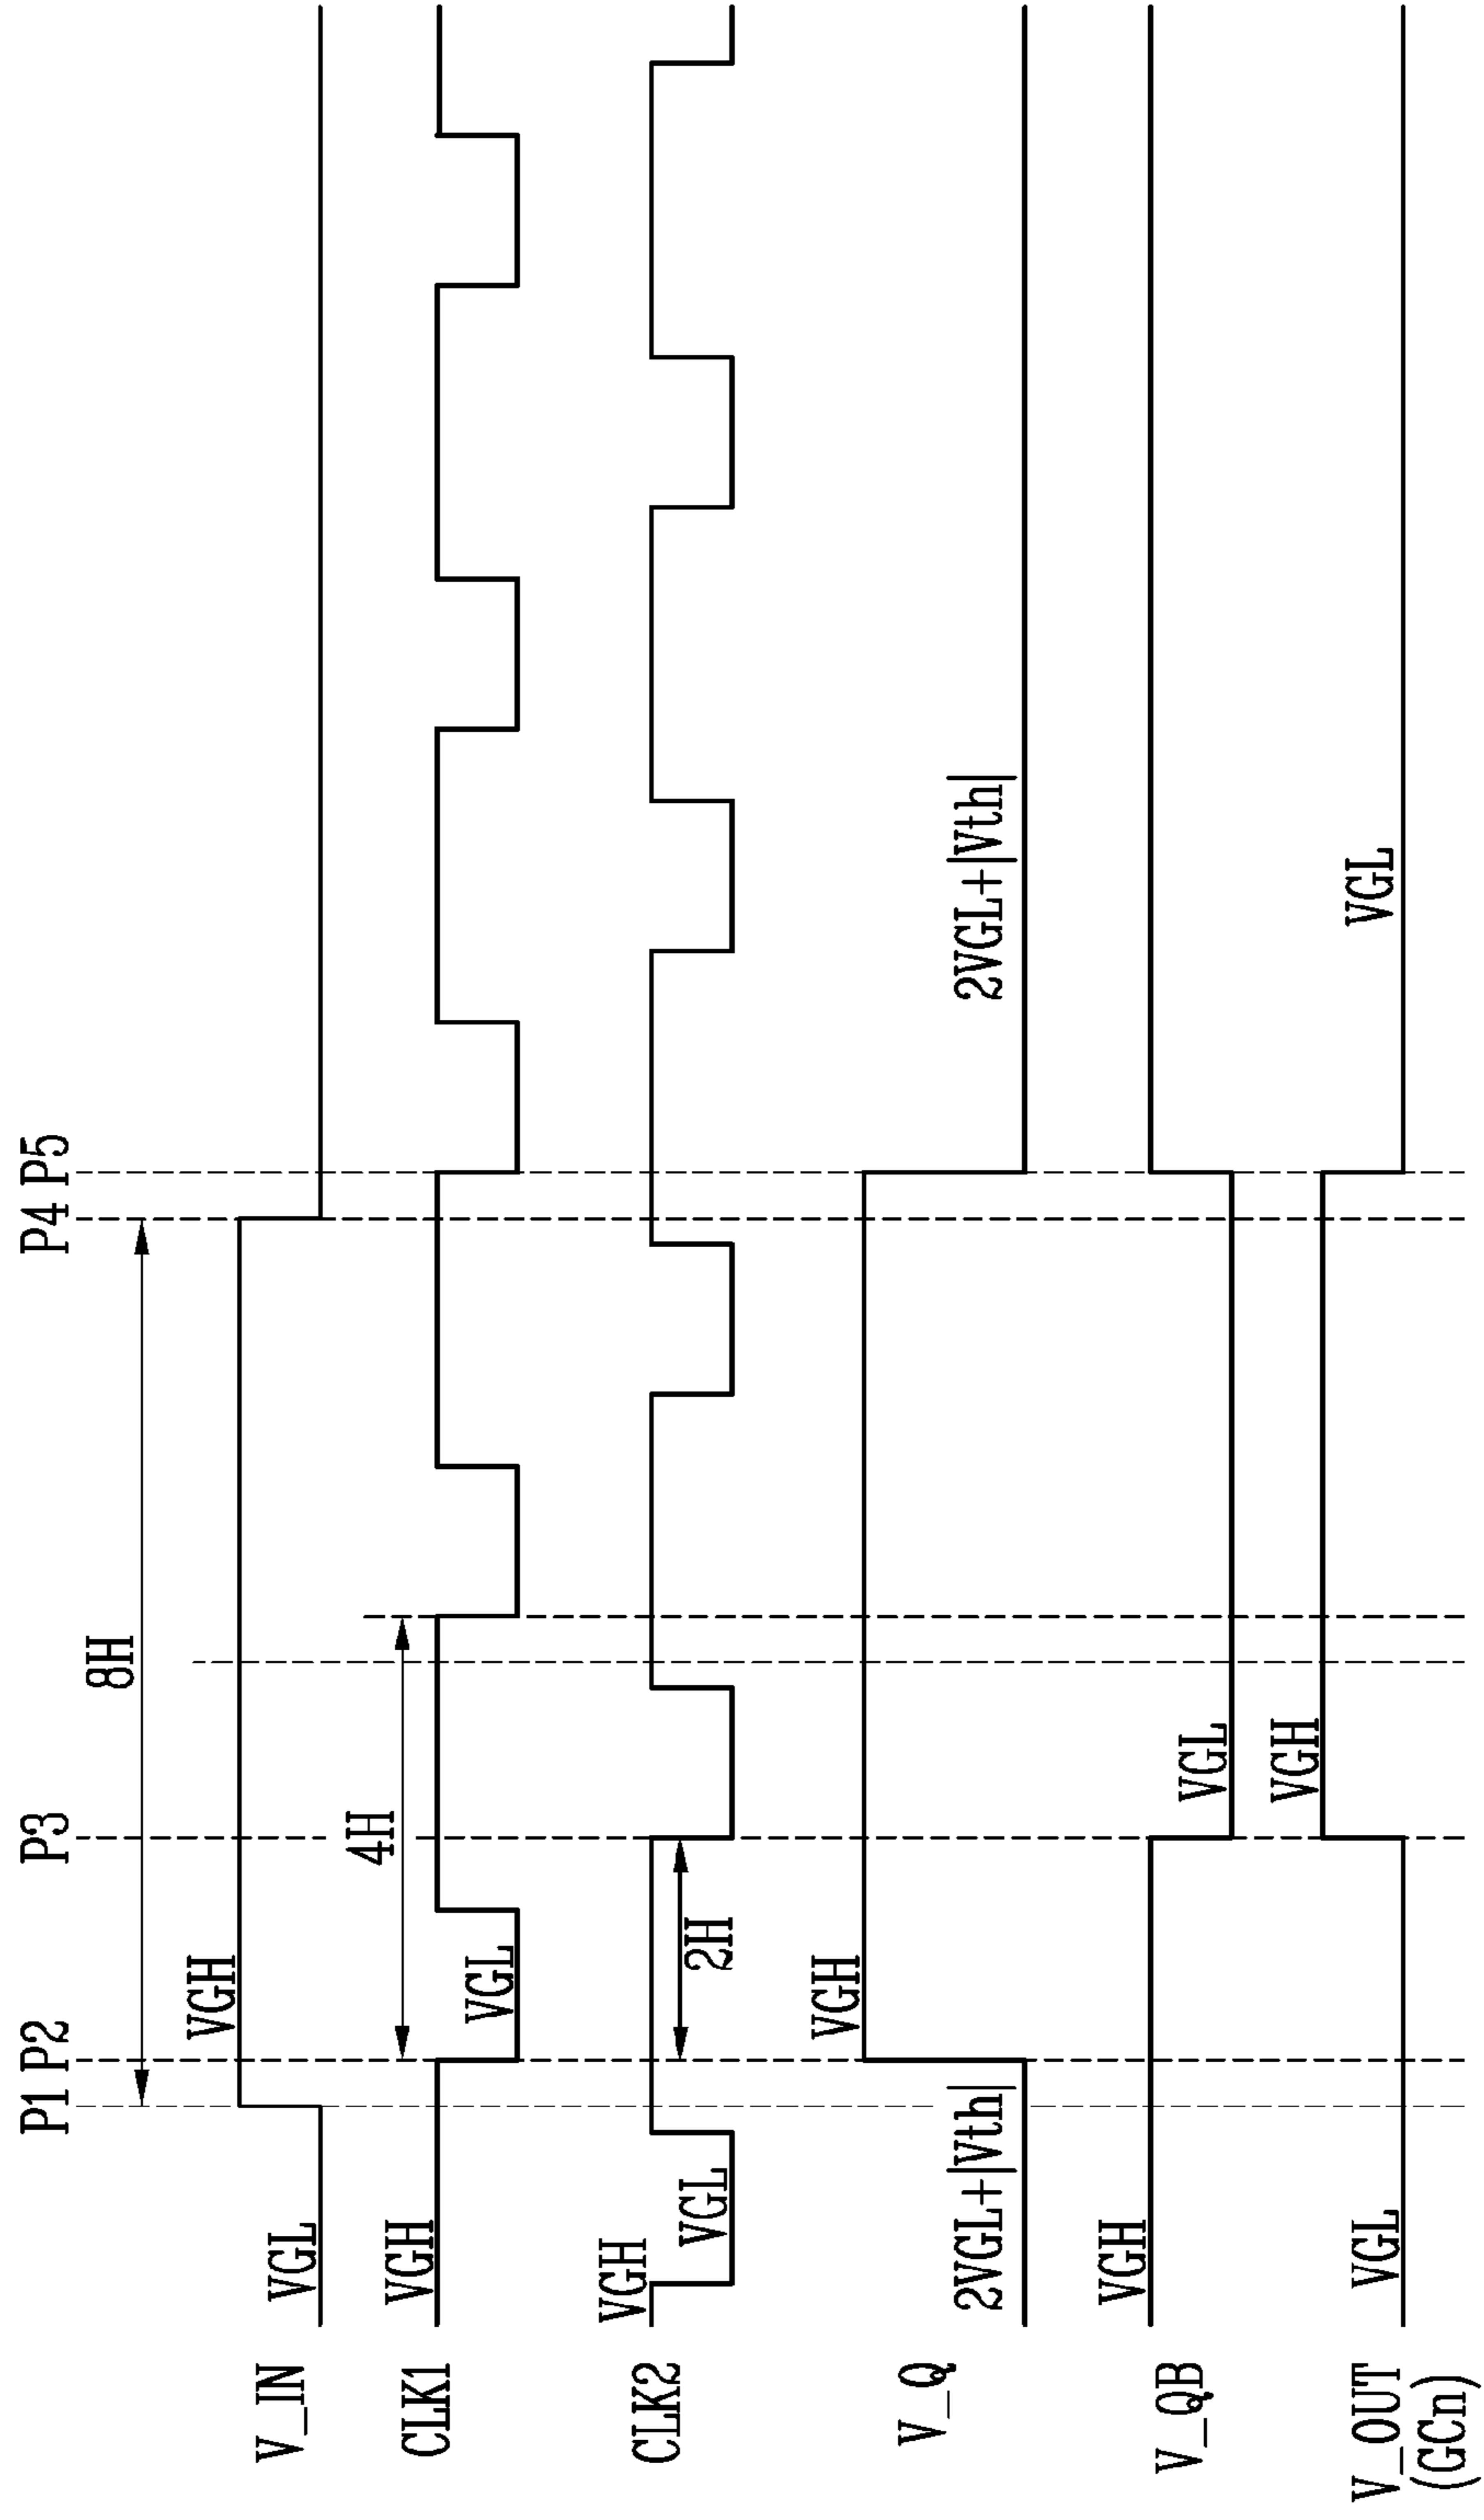 P1 P2 P3 P4 P5
8H
V_IN VGL VGH
4H
CLK1 VGH VGL
CLK2 VGH VGL 2H
V_Q 2VGL+|Vth| VGH 2VGL+|Vth|
V_QB VGH VGL
V_OUT VGL VGH VGL
(GCn)